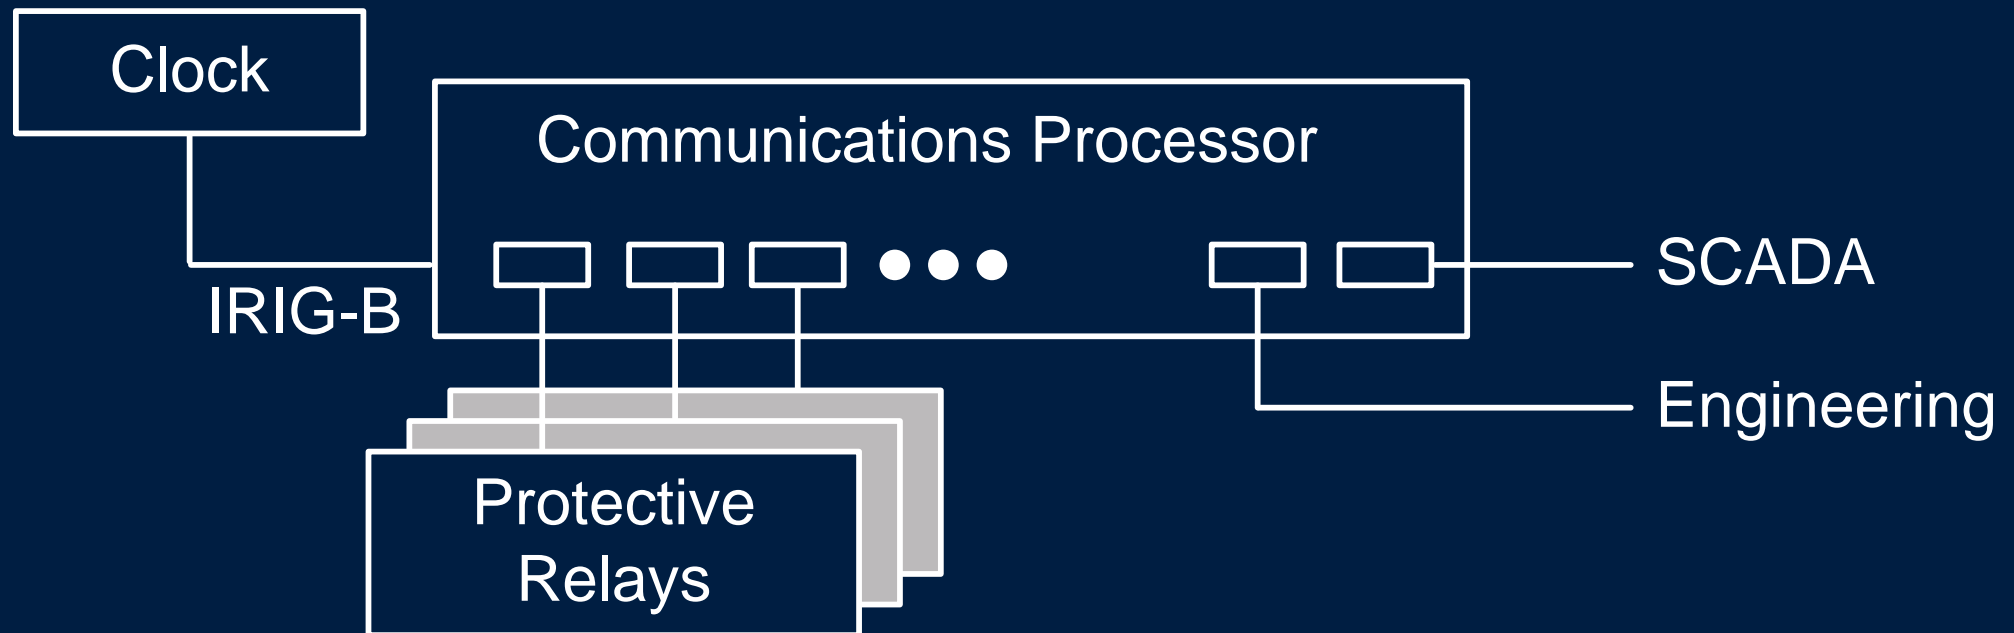 Clock
Communications Processor
IRIG-B
SCADA
Engineering
Protective
Relays